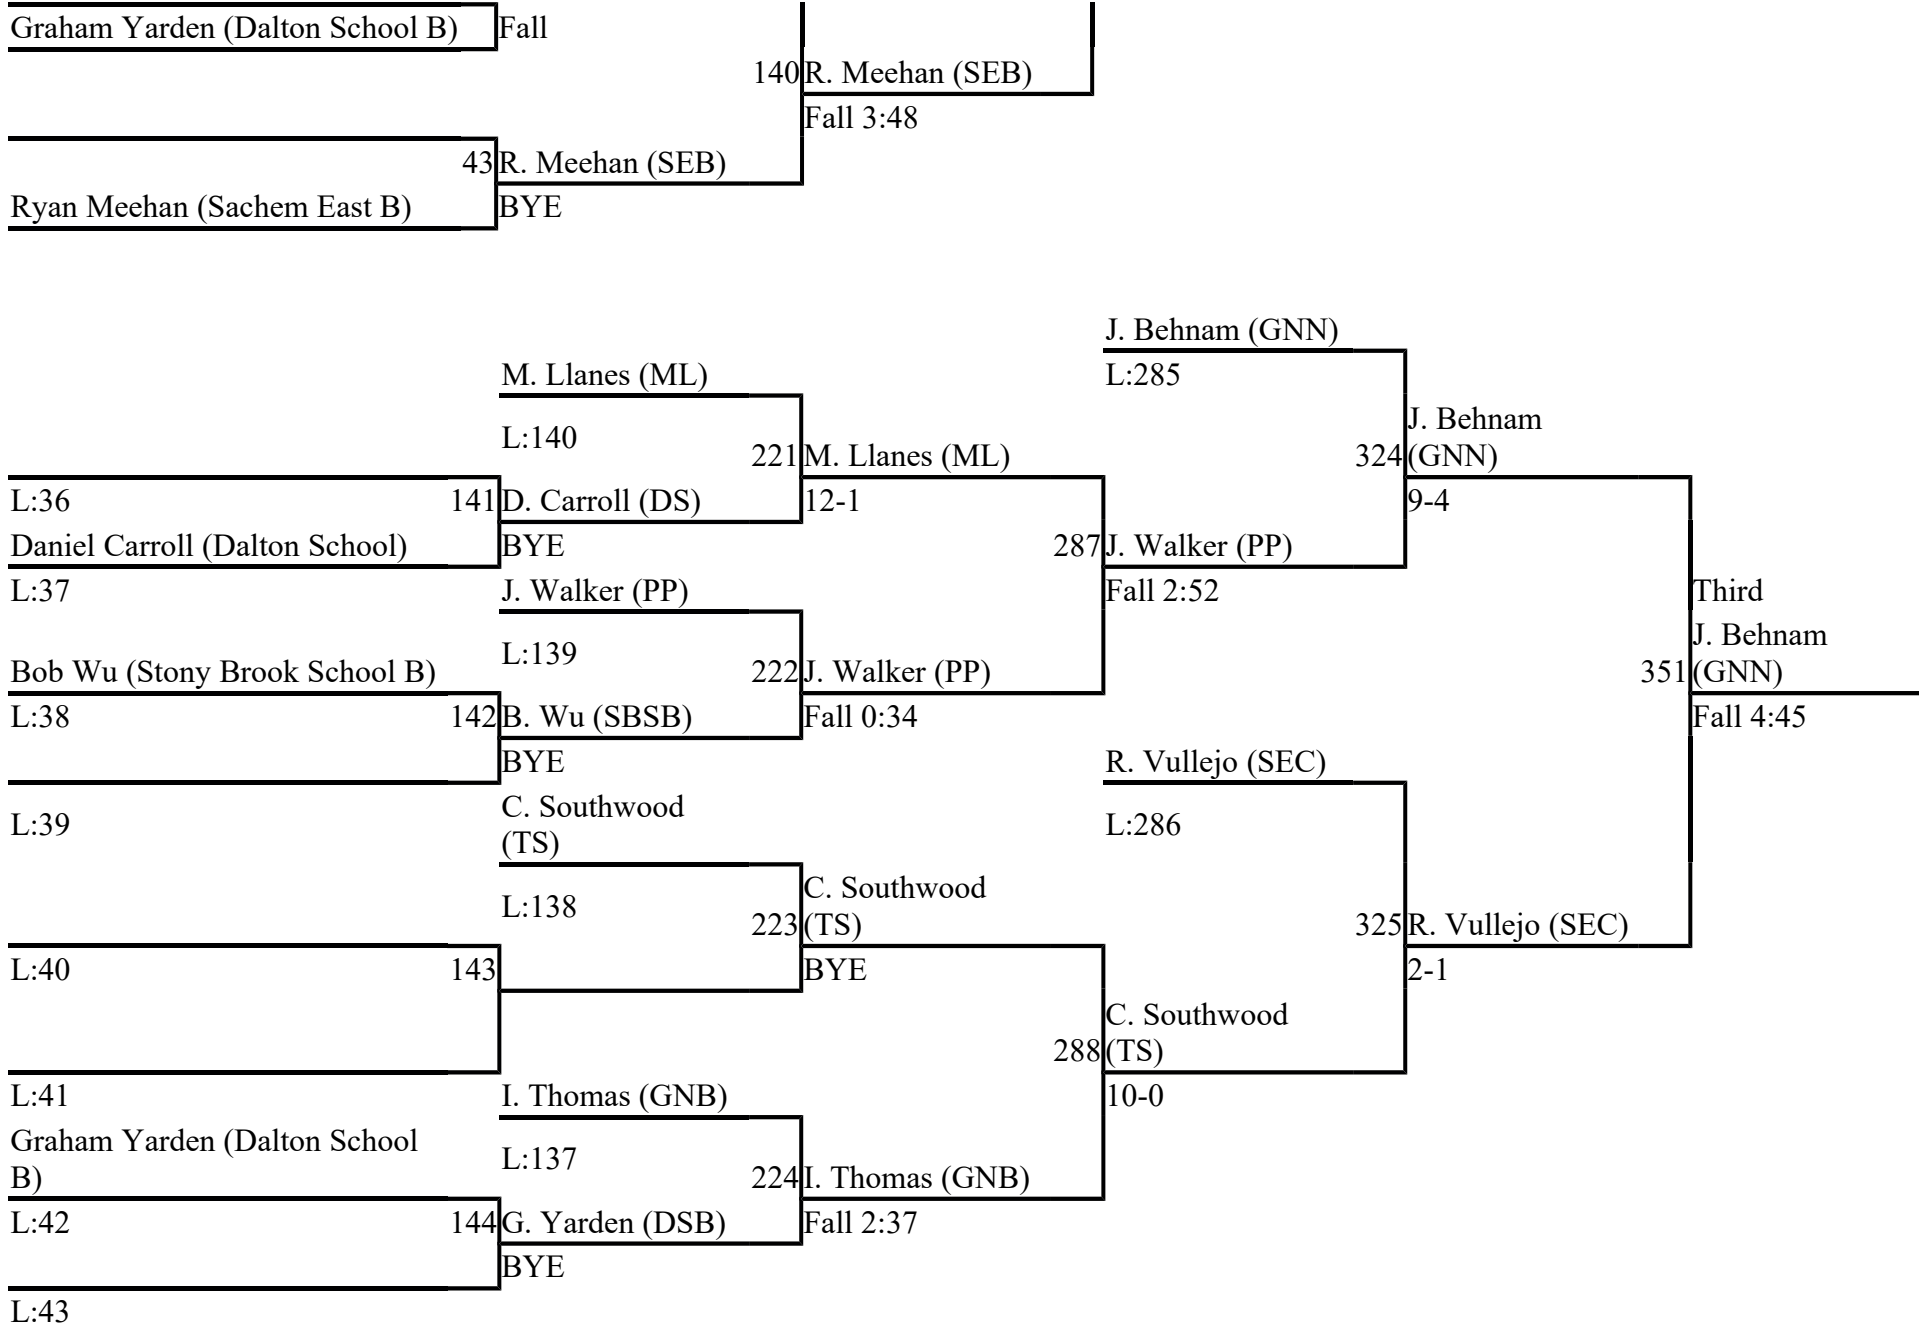 Graham Yarden (Dalton School B)
Fall
140
R. Meehan (SEB)
Fall 3:48
43
R. Meehan (SEB)
Ryan Meehan (Sachem East B)
BYE
J. Behnam (GNN)
M. Llanes (ML)
L:285
J. Behnam
L:140
221
M. Llanes (ML)
324
(GNN)
L:36
141
D. Carroll (DS)
12-1
9-4
Daniel Carroll (Dalton School)
BYE
287
J. Walker (PP)
L:37
J. Walker (PP)
Fall 2:52
Third
L:139
J. Behnam
Bob Wu (Stony Brook School B)
222
J. Walker (PP)
351
(GNN)
L:38
142
B. Wu (SBSB)
Fall 0:34
Fall 4:45
BYE
R. Vullejo (SEC)
C. Southwood
L:39
(TS)
L:286
C. Southwood
L:138
223
(TS)
325
R. Vullejo (SEC)
L:40
143
BYE
2-1
C. Southwood
288
(TS)
L:41
I. Thomas (GNB)
10-0
Graham Yarden (Dalton School
L:137
B)
224
I. Thomas (GNB)
L:42
144
G. Yarden (DSB)
Fall 2:37
BYE
L:43